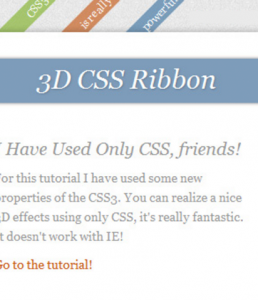 CSS3
is really
powerful
3D CSS Ribbon
I Have Used Only CSS, friends!
For this tutorial I have used some new
properties of the CSS3. You can realize a nice
3D effects using only CSS, it's really fantastic.
It doesn't work with IE!
Go to the tutorial!